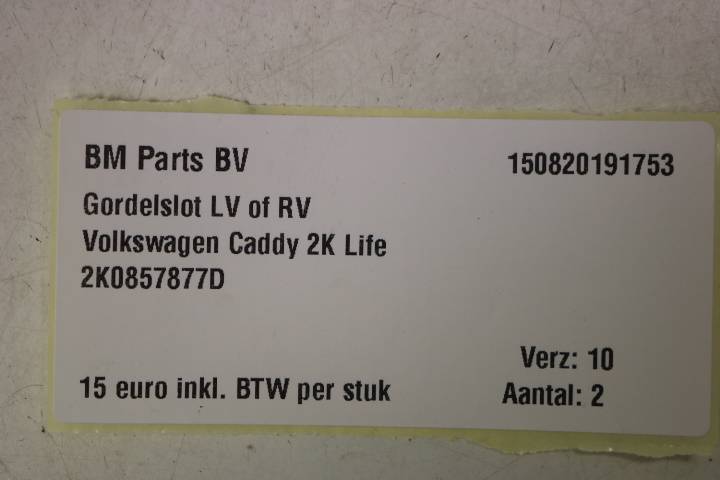 BM Parts BV 150820191753
Gordelslot LV of RV
Volkswagen Caddy 2K Life
2K0857877D
Verz: 10
15 euro inkl. BTW per stuk Aantal: 2